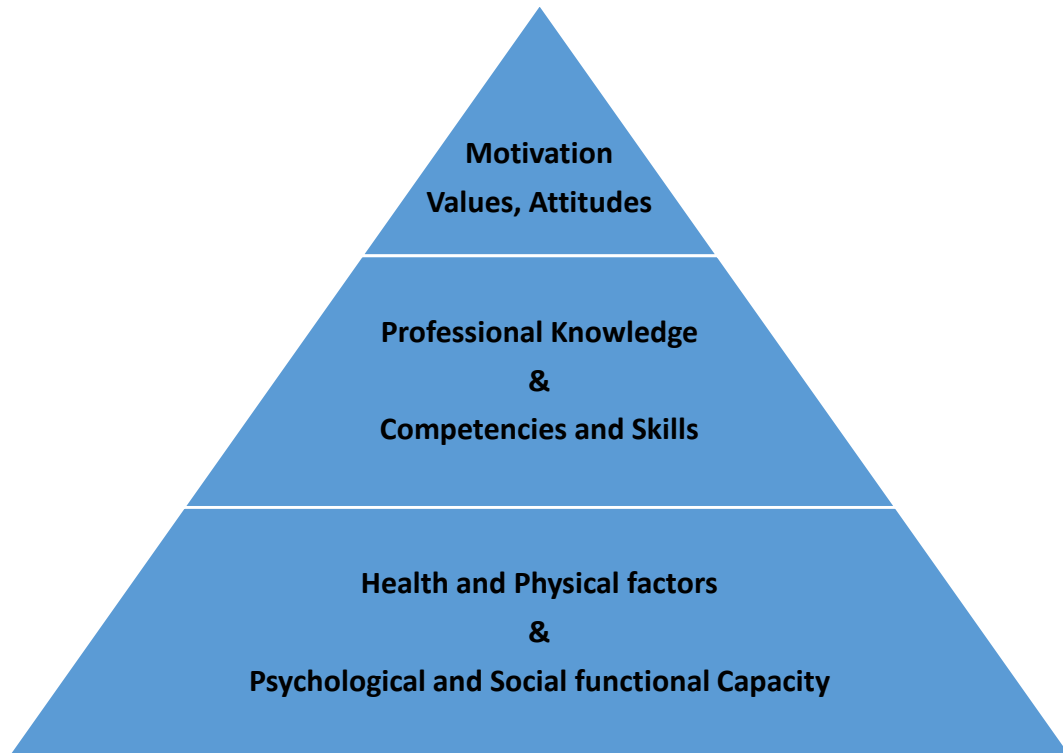 Motivation
Values, Attitudes
Professional Knowledge
&
Competencies and Skills
Health and Physical factors
&
Psychological and Social functional Capacity